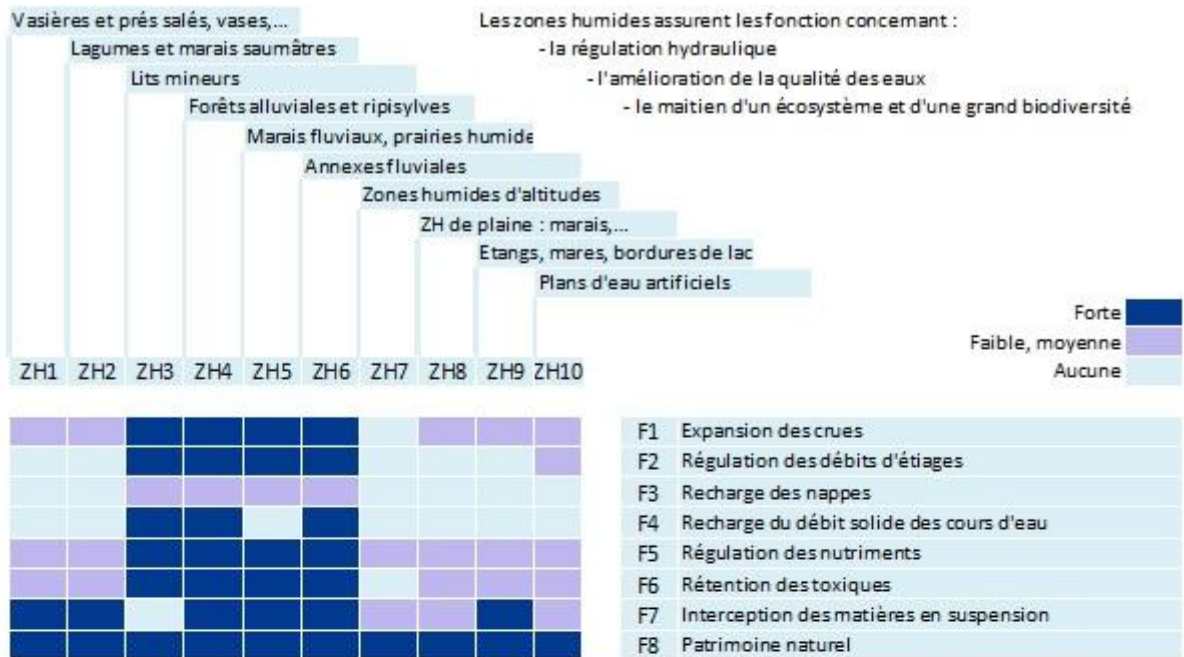 Vasières et prés salés, vases,...
Lagumes et marais saumâtres
Lits mineurs
Forêts alluviales et ripisylves
Marais fluviaux, prairies humide
Annexes fluviales
Zones humides d'altitudes
ZH de plaine : marais,...
Etangs, mares, bordures de lac
Plans d'eau artificiels
Les zones humides assurent les fonction concernant :
- la régulation hydraulique
- l'amélioration de la qualité des eaux
- le maitien d'un écosystème et d'une grand biodiversité
Forte
Faible, moyenne
Aucune
ZH1 ZH2 ZH3 ZH4 ZH5 ZH6 ZH7 ZH8 ZH9 ZH10
F1 Expansion des crues
F2 Régulation des débits d'étiages
F3 Recharge des nappes
F4 Recharge du débit solide des cours d'eau
F5 Régulation des nutriments
F6 Rétention des toxiques
F7 Interception des matières en suspension
F8 Patrimoine naturel